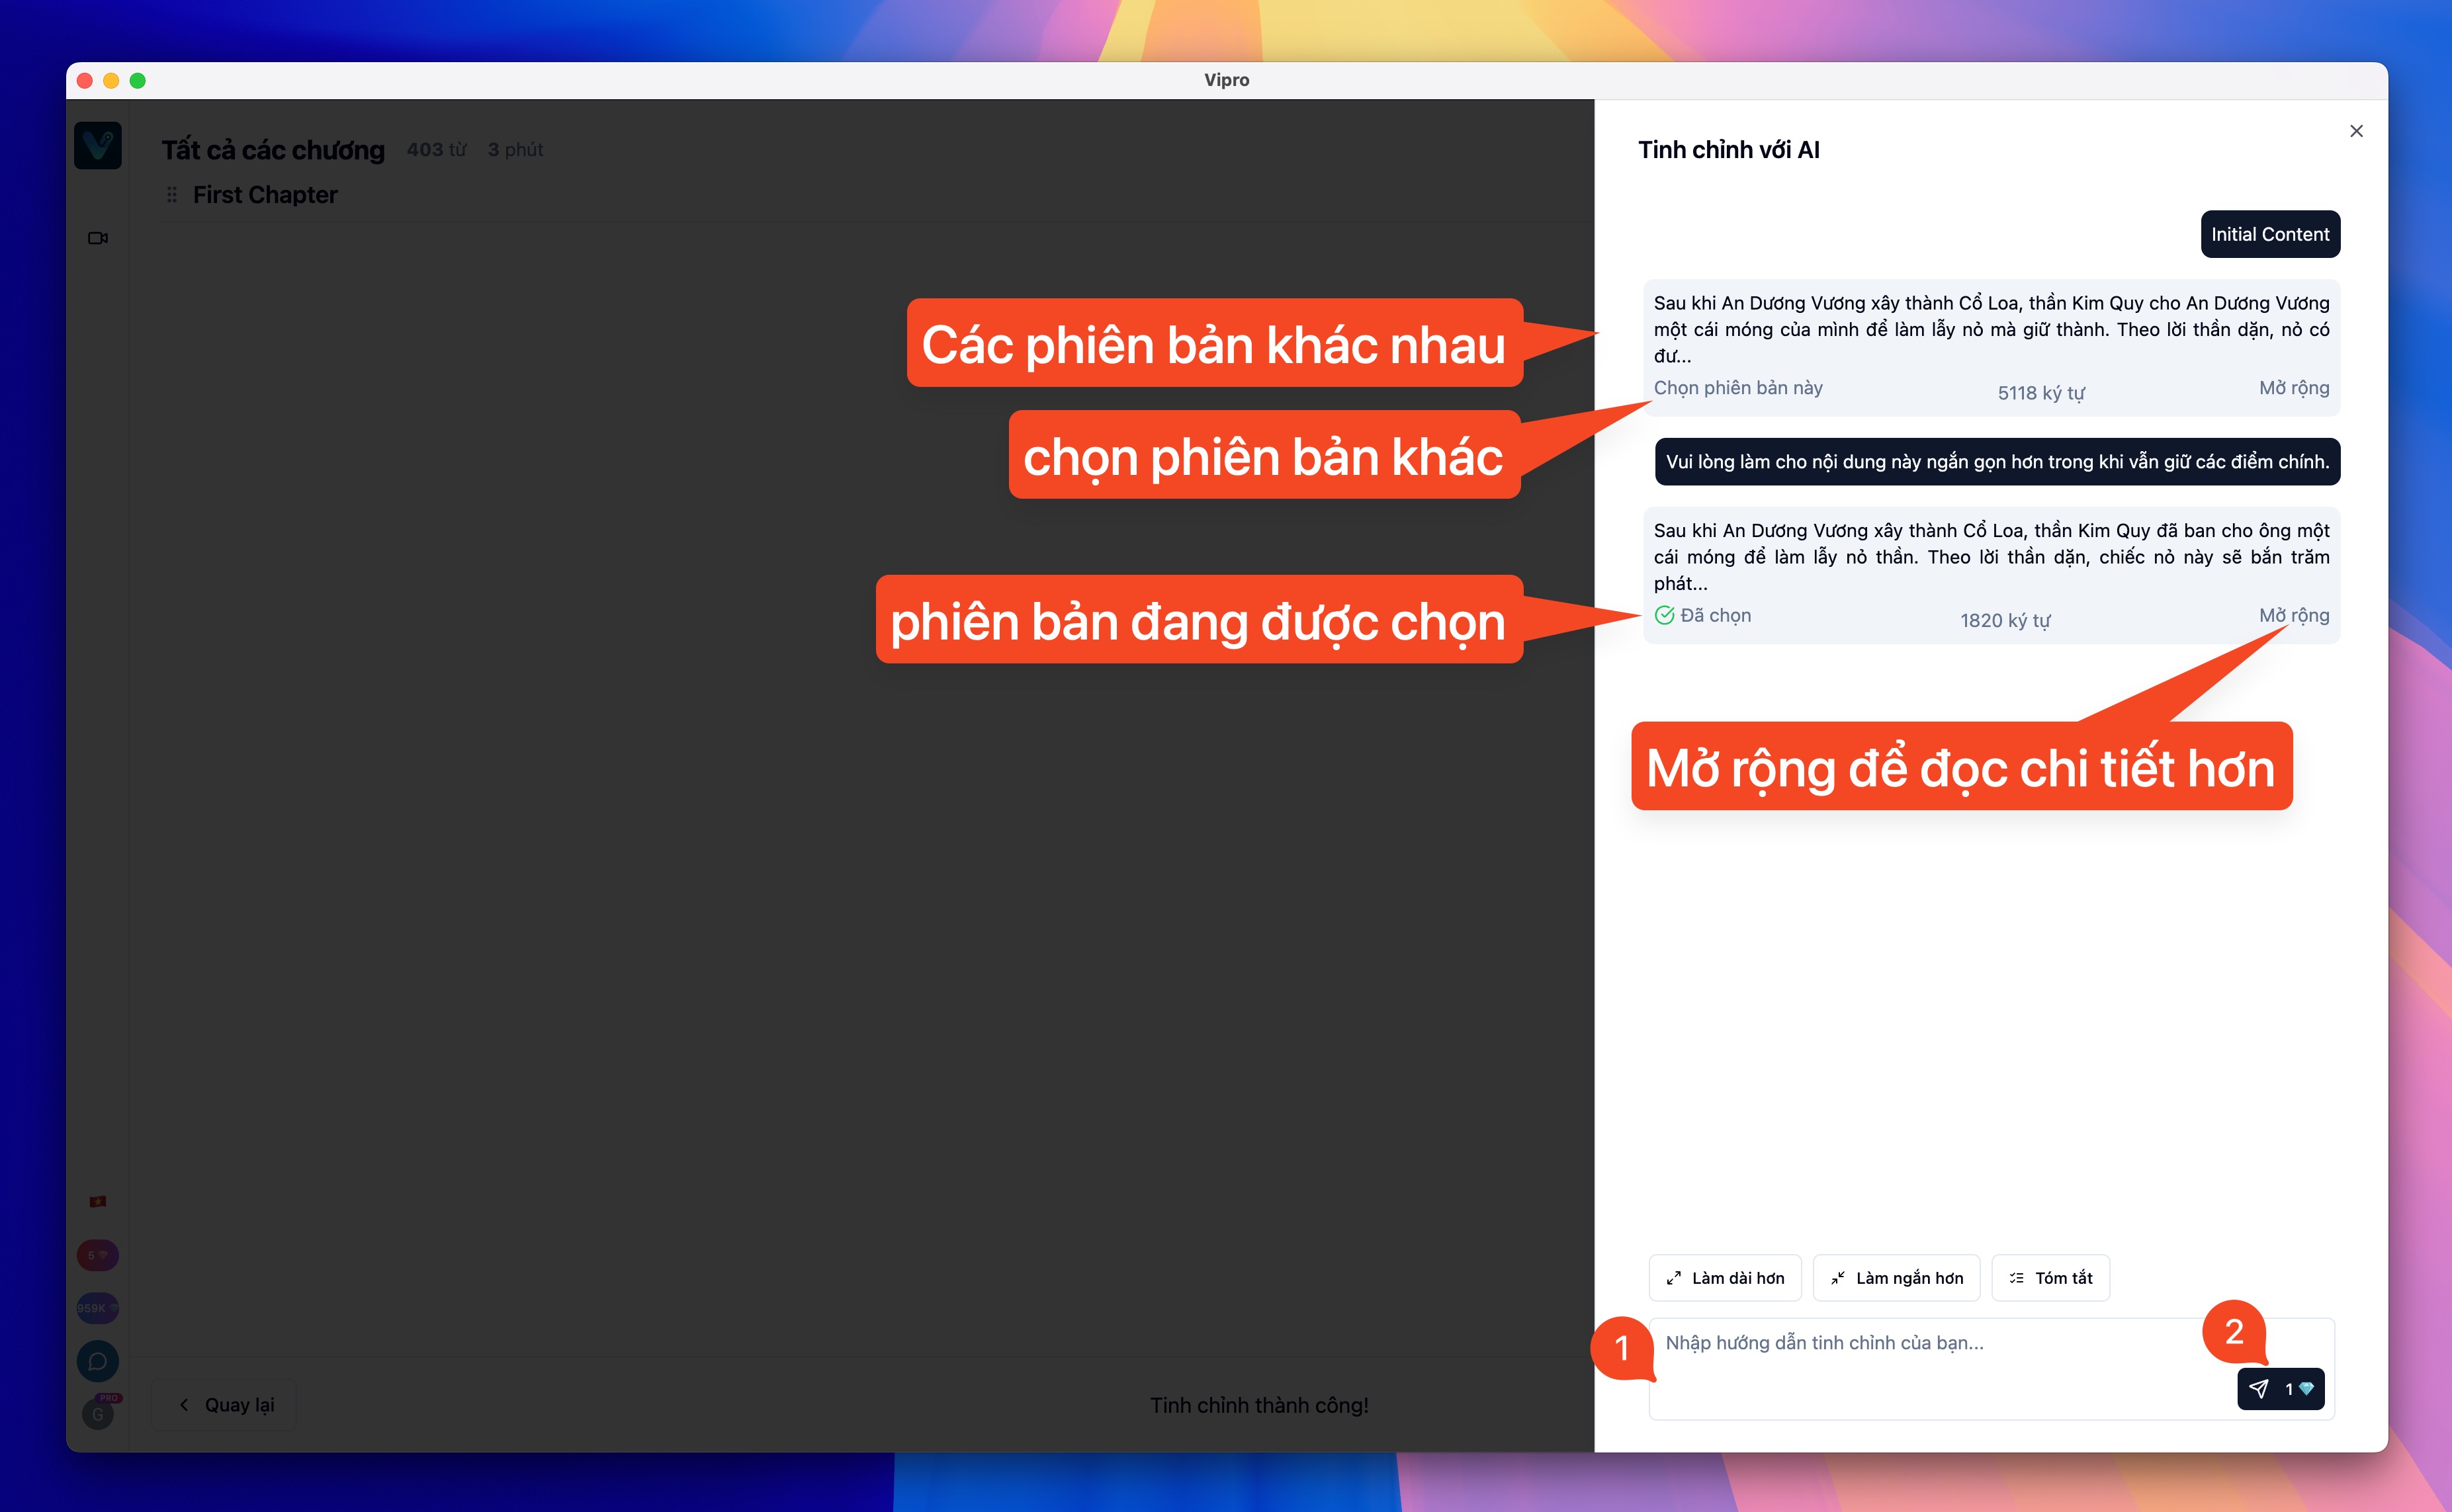 Vipro
Tất cả các chương 403 từ 3 phút
First Chapter
Tinh chỉnh với AI
Initial Content
Sau khi An Dương Vương xây thành Cổ Loa, thần Kim Quy cho An Dương Vương
một cái móng của mình để làm lẫy nỏ mà giữ thành. Theo lời thần dặn, nỏ có
đư...
Chọn phiên bản này 5118 ký tự Mở rộng
Các phiên bản khác nhau
chọn phiên bản khác
Vui lòng làm cho nội dung này ngắn gọn hơn trong khi vẫn giữ các điểm chính.
Sau khi An Dương Vương xây thành Cổ Loa, thần Kim Quy đã ban cho ông một
cái móng để làm lẫy nỏ thần. Theo lời thần dặn, chiếc nỏ này sẽ bắn trăm
phát...
Đã chọn 1820 ký tự Mở rộng
phiên bản đang được chọn
Mở rộng để đọc chi tiết hơn
Làm dài hơn Làm ngắn hơn Tóm tắt
1
Nhập hướng dẫn tinh chỉnh của bạn...
2
1
5
959K
PRO
G
Quay lại
Tinh chỉnh thành công!